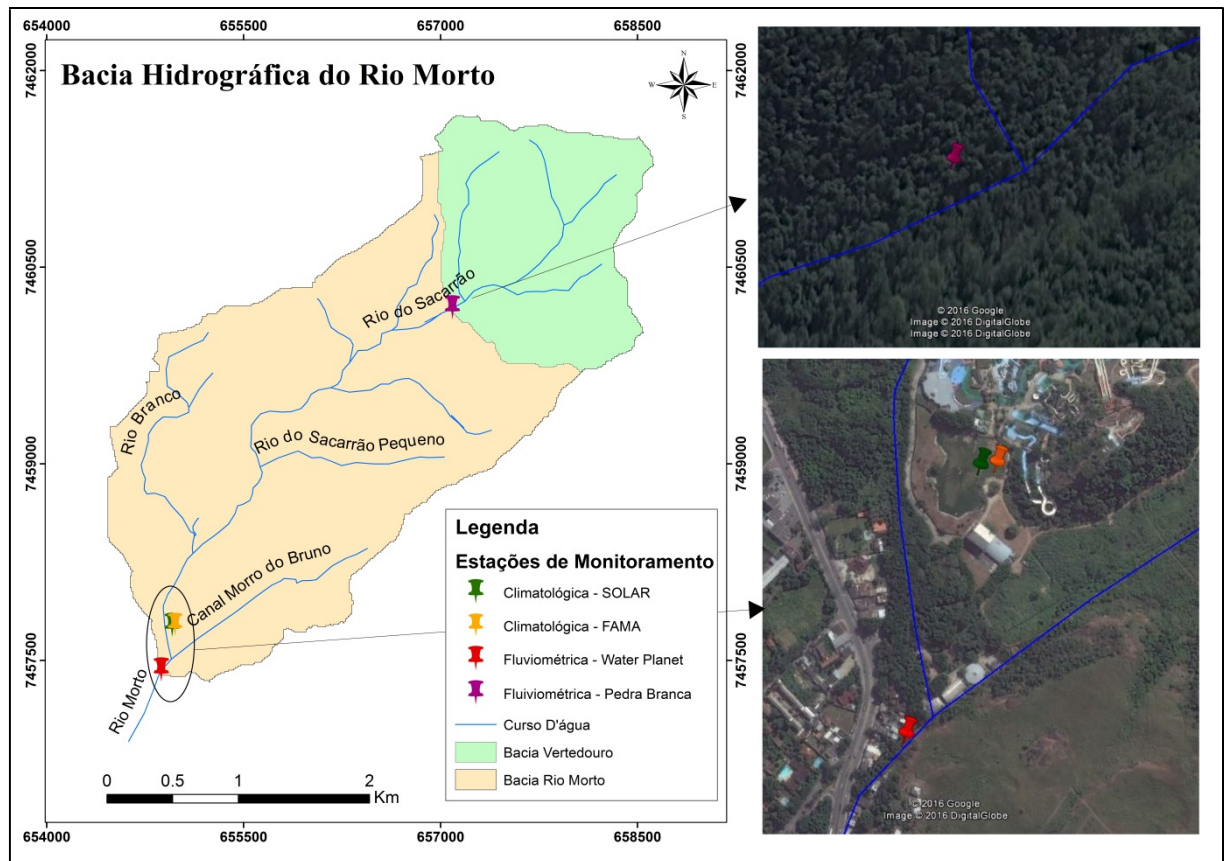 654000
655500
657000
658500
Bacia Hidrográfica do Rio Morto
N
W
E
S
7462000
7462000
7460500
7460500
7459000
7459000
7457500
7457500
Rio do Sacarrão
Rio Branco
Rio do Sacarrão Pequeno
Canal Morro do Bruno
Rio Morto
Legenda
Estações de Monitoramento
Climatológica - SOLAR
Climatológica - FAMA
Fluviométrica - Water Planet
Fluiviométrica - Pedra Branca
Curso D'água
Bacia Vertedouro
Bacia Rio Morto
0 0.5 1 2
Km
654000
655500
657000
658500
© 2016 Google
Image © 2016 DigitalGlobe
Image © 2016 DigitalGlobe
© 2016 Google
Image © 2016 DigitalGlobe